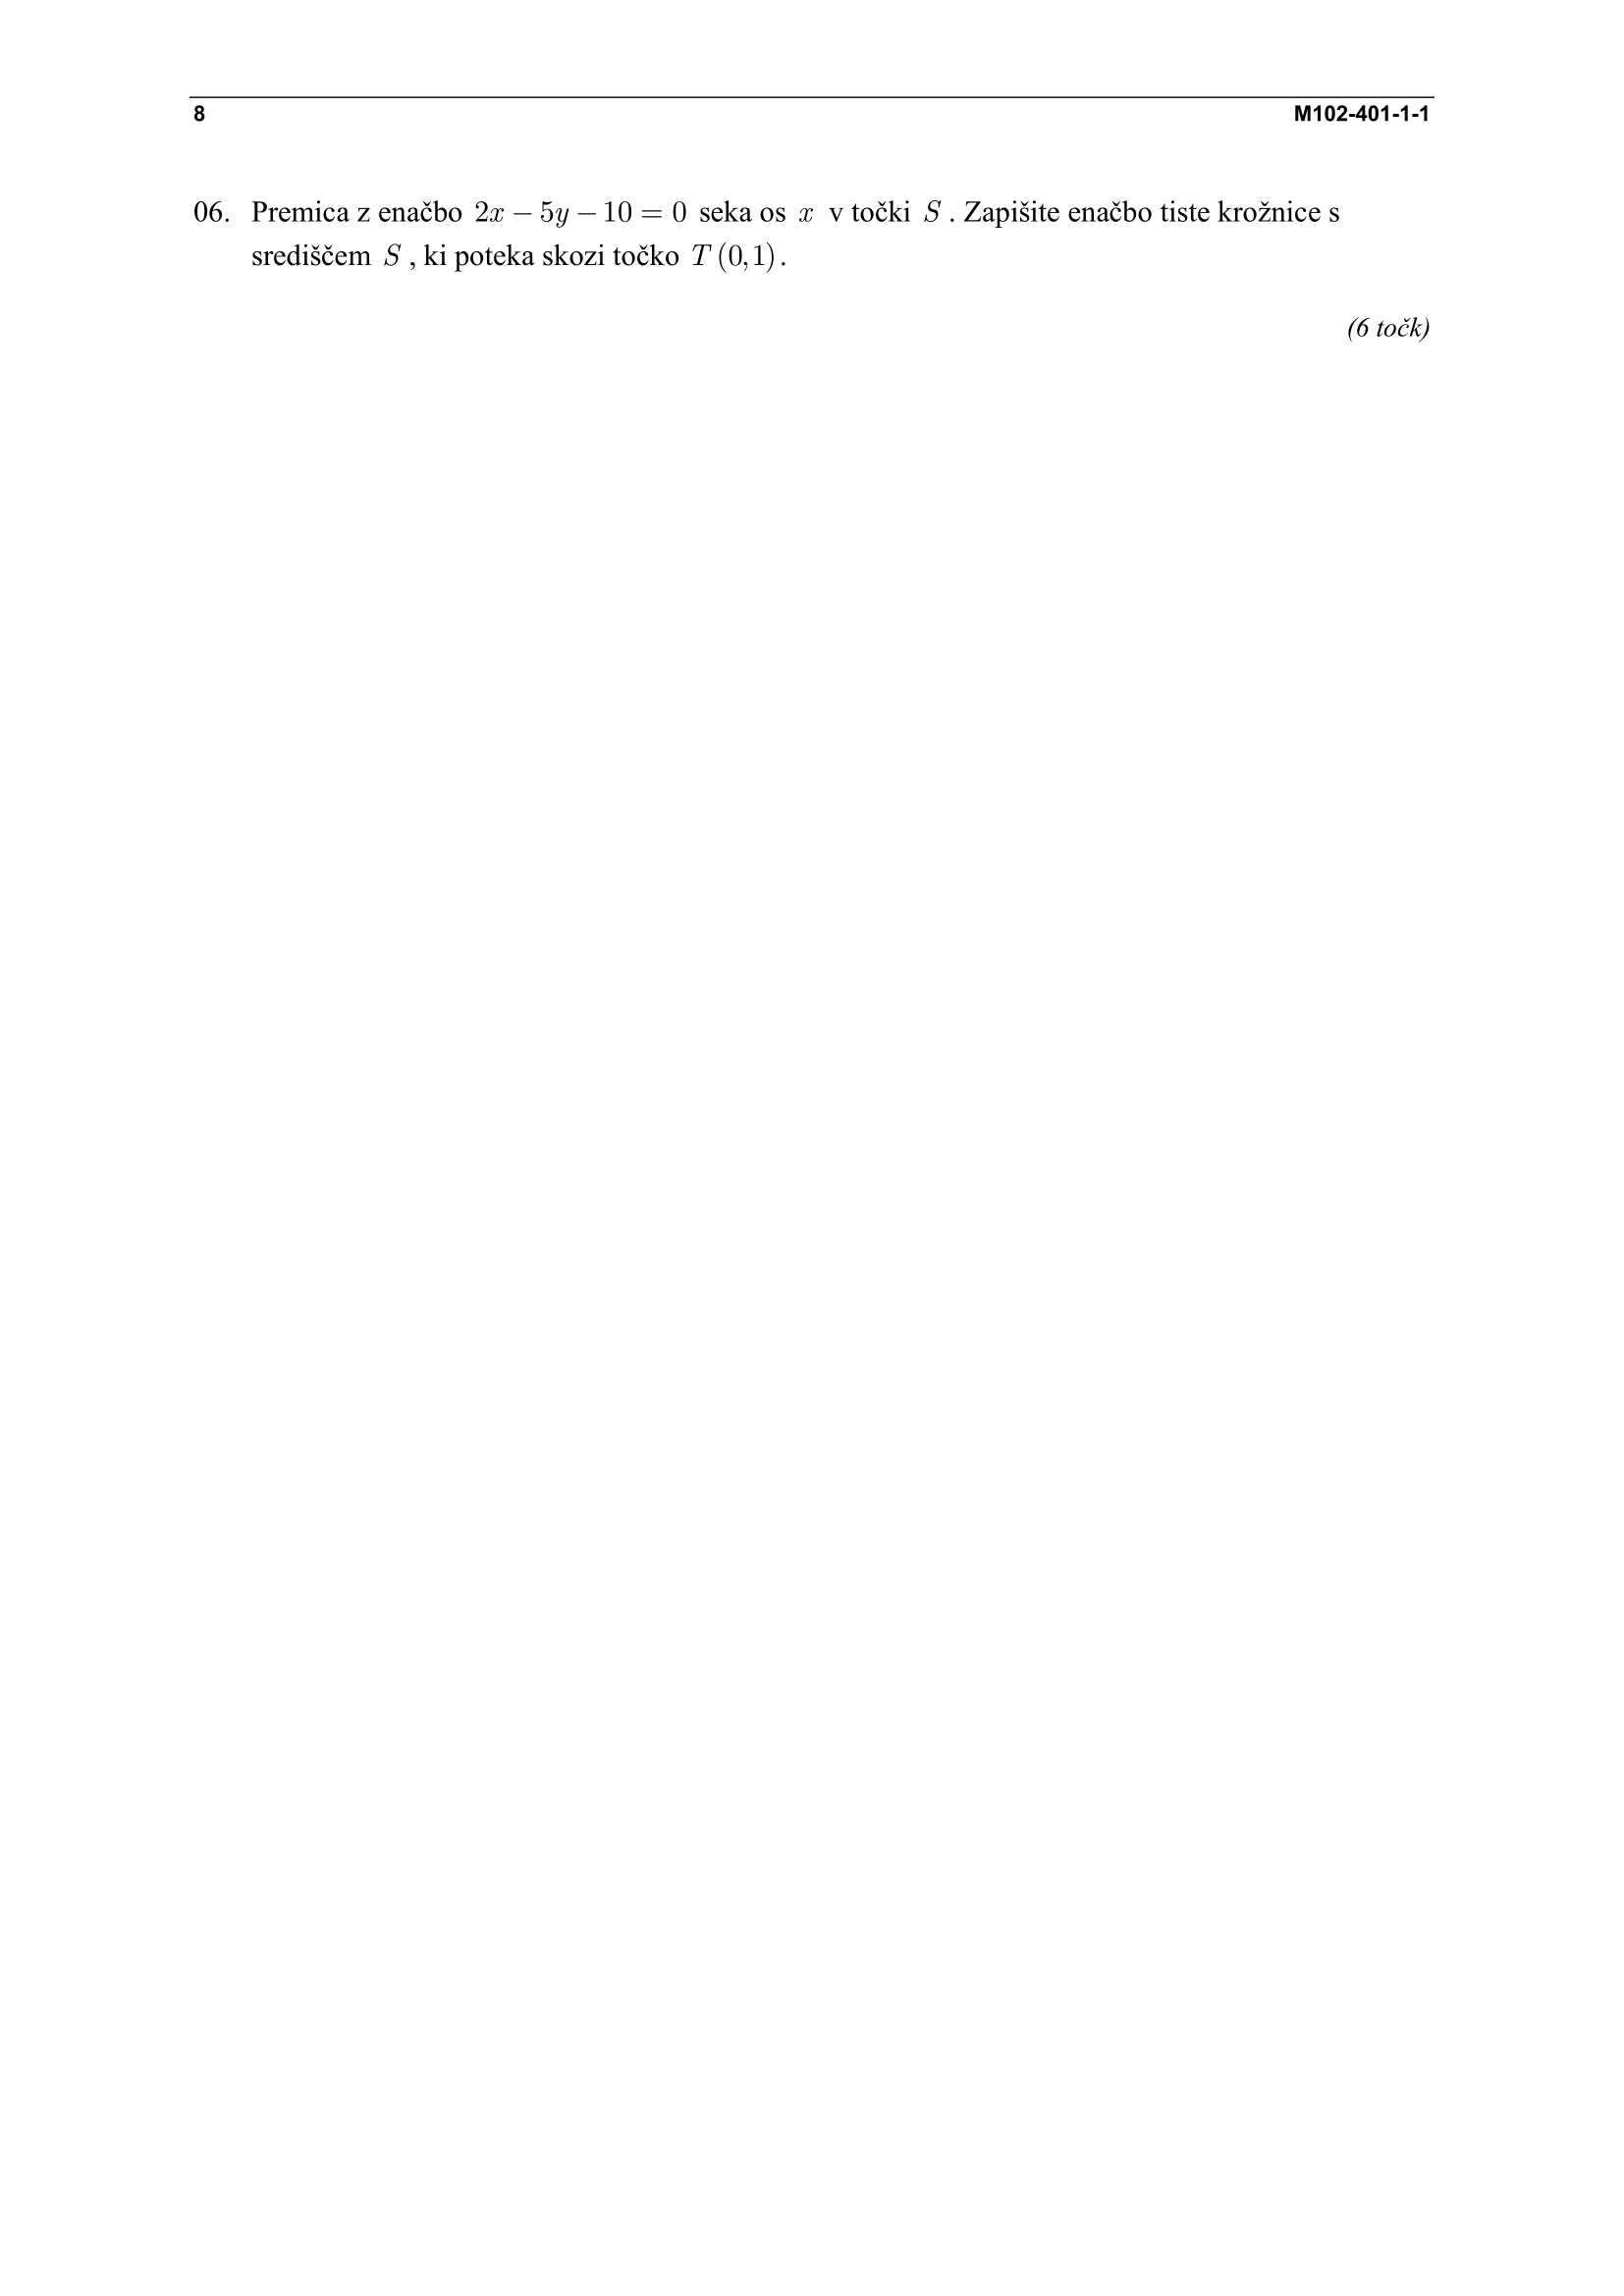 8 M102-401-1-1
06. Premica z enačbo 2x − 5y − 10 = 0 seka os x v točki S . Zapišite enačbo tiste krožnice s
središčem S , ki poteka skozi točko T (0,1).
(6 točk)